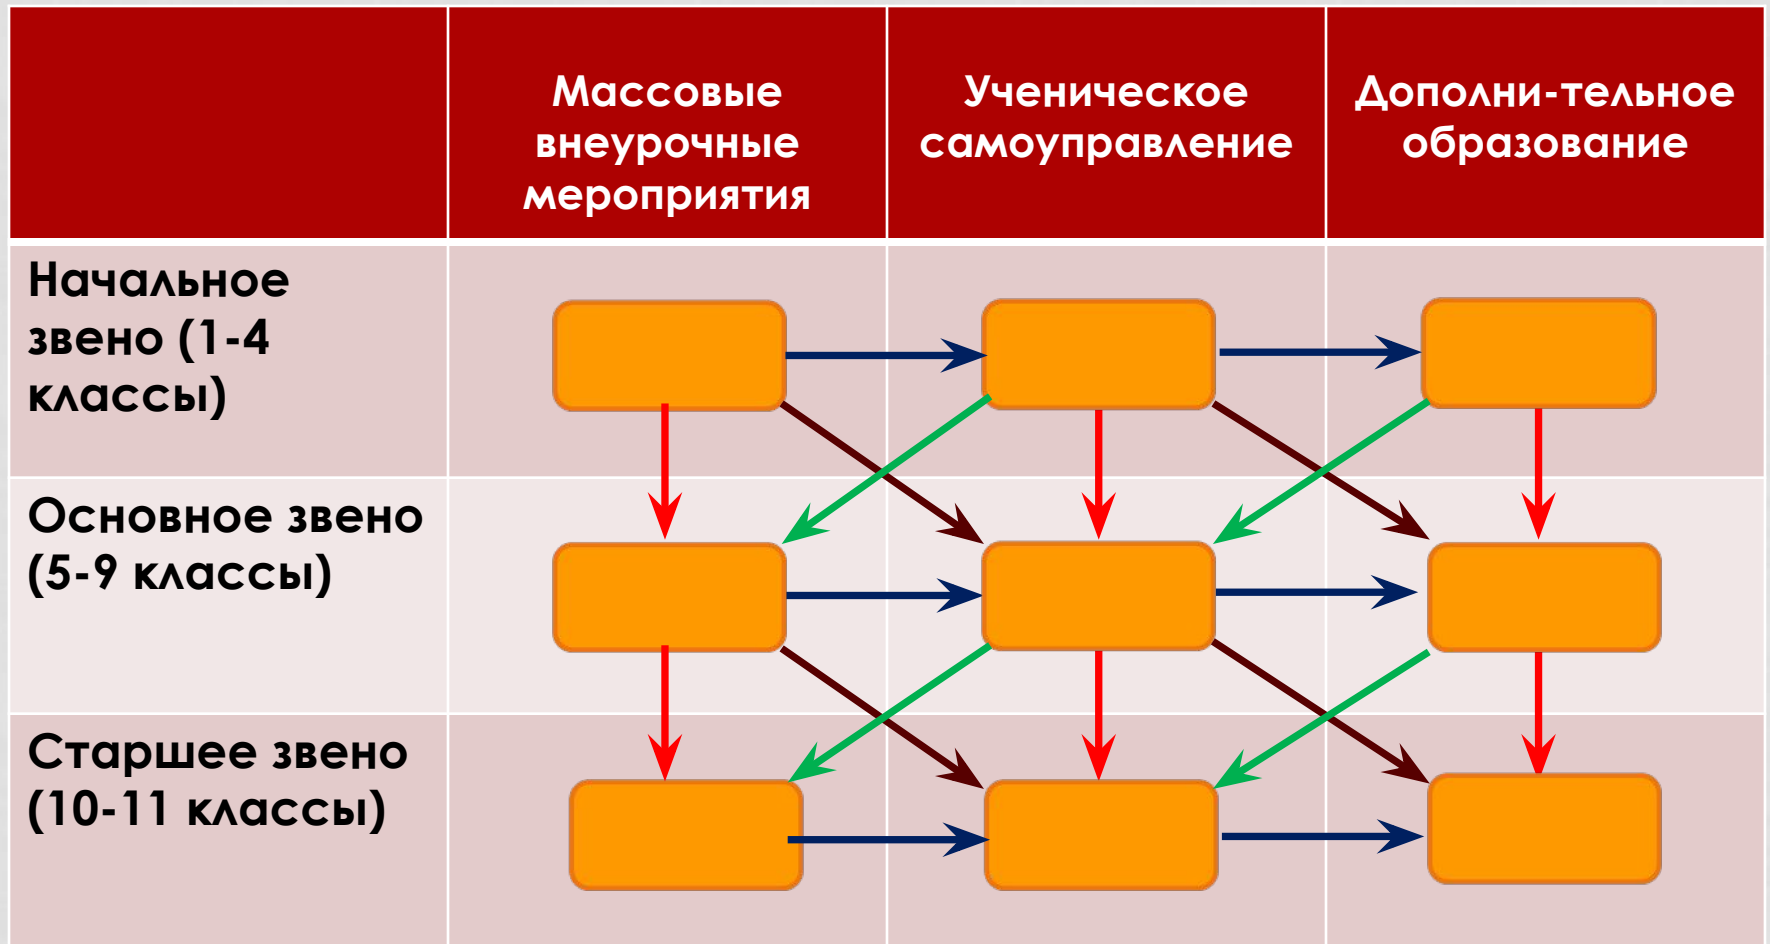 Массовые
внеурочные
мероприятия
Ученическое
самоуправление
Дополни-тельное
образование
Начальное
звено (1-4
классы)
Основное звено
(5-9 классы)
Старшее звено
(10-11 классы)